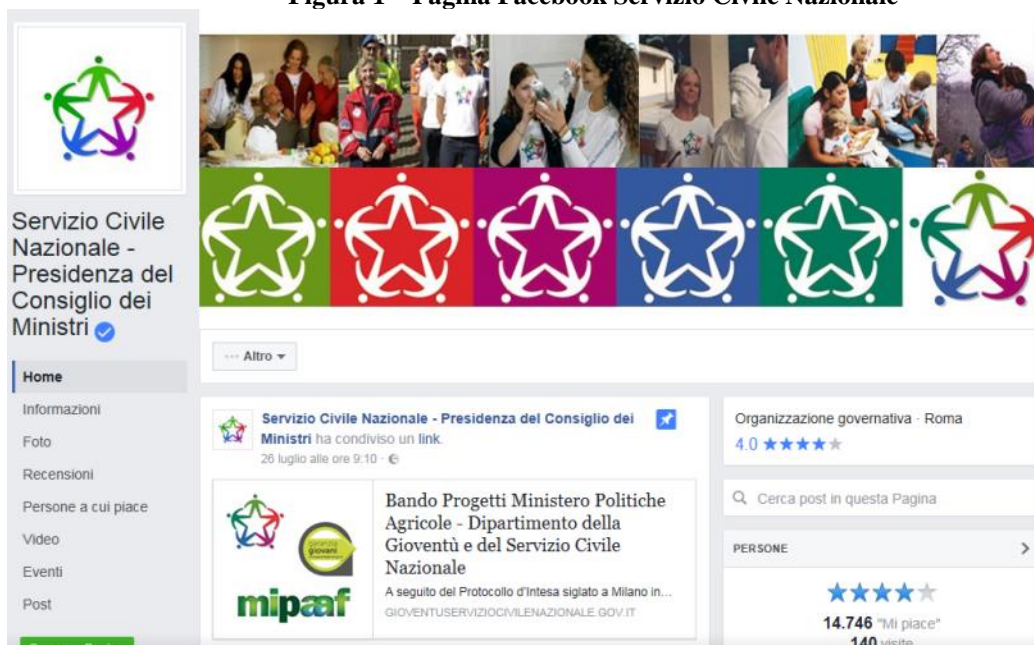 Figura 1 – Pagina Facebook Servizio Civile Nazionale
Servizio Civile
Nazionale -
Presidenza del
Consiglio dei
Ministri
Home
Informazioni
Foto
Recensioni
Persone a cui piace
Video
Eventi
Post
Altro
Servizio Civile Nazionale - Presidenza del Consiglio dei
Ministri ha condiviso un link.
26 luglio alle ore 9:10 ·
giovani
mipaaf
Bando Progetti Ministero Politiche
Agricole - Dipartimento della
Gioventù e del Servizio Civile
Nazionale
A seguito del Protocollo d'Intesa siglato a Milano in...
GIOVENTUSERVIZIOCIVILENAZIONALE.GOV.IT
Organizzazione governativa · Roma
4.0
Cerca post in questa Pagina
PERSONE
14.746 "Mi piace"
140 visite